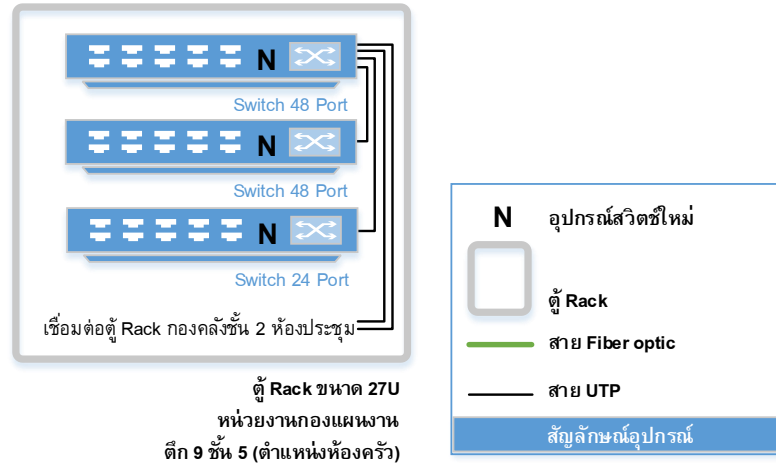 N
Switch 48 Port
N
Switch 48 Port
N
Switch 24 Port
เชื่อมต่อตู้ Rack กองคลังชั้น 2 ห้องประชุม
ตู้ Rack ขนาด 27U
หน่วยงานกองแผนงาน
ตึก 9 ชั้น 5 (ตำแหน่งห้องครัว)
N อุปกรณ์สวิตช์ใหม่
ตู้ Rack
สาย Fiber optic
สาย UTP
สัญลักษณ์อุปกรณ์